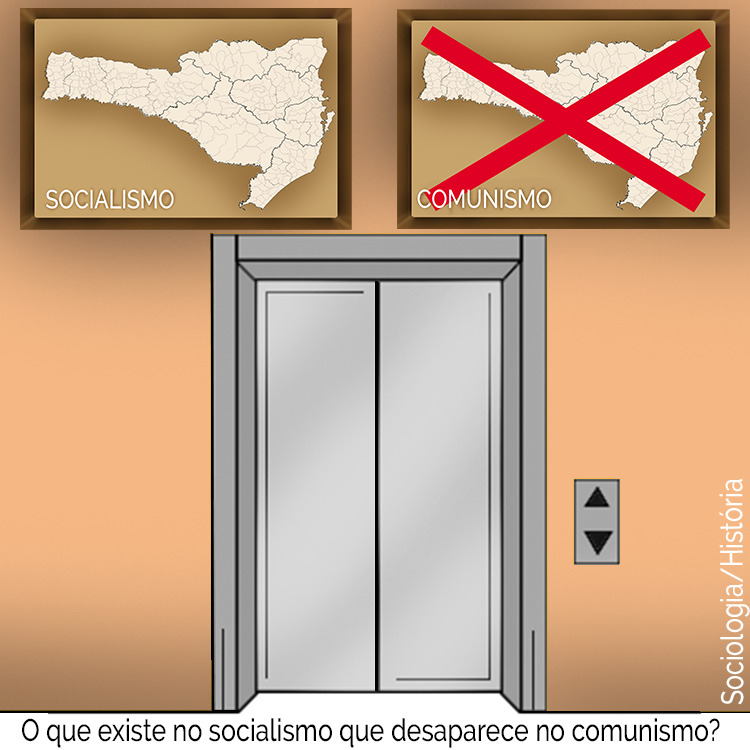 SOCIALISMO
COMUNISMO
Sociologia/História
O que existe no socialismo que desaparece no comunismo?